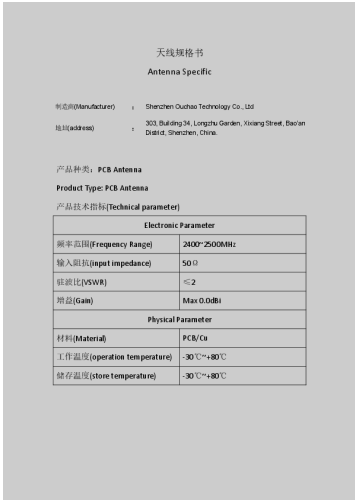 天线规格书
Antenna Specific
制造商(Manufacturer) : Shenzhen Ouchao Technology Co., Ltd
地址(address) : 303, Building 34, Longzhu Garden, Xixiang Street, Bao'an
District, Shenzhen, China.
产品种类：PCB Antenna
Product Type: PCB Antenna
产品技术指标(Technical parameter)
Electronic Parameter
频率范围(Frequency Range) 2400~2500MHz
输入阻抗(input impedance) 50Ω
驻波比(VSWR) ≤2
增益(Gain) Max 0.0dBi
Physical Parameter
材料(Material) PCB/Cu
工作温度(operation temperature) -30℃~+80℃
储存温度(store temperature) -30℃~+80℃